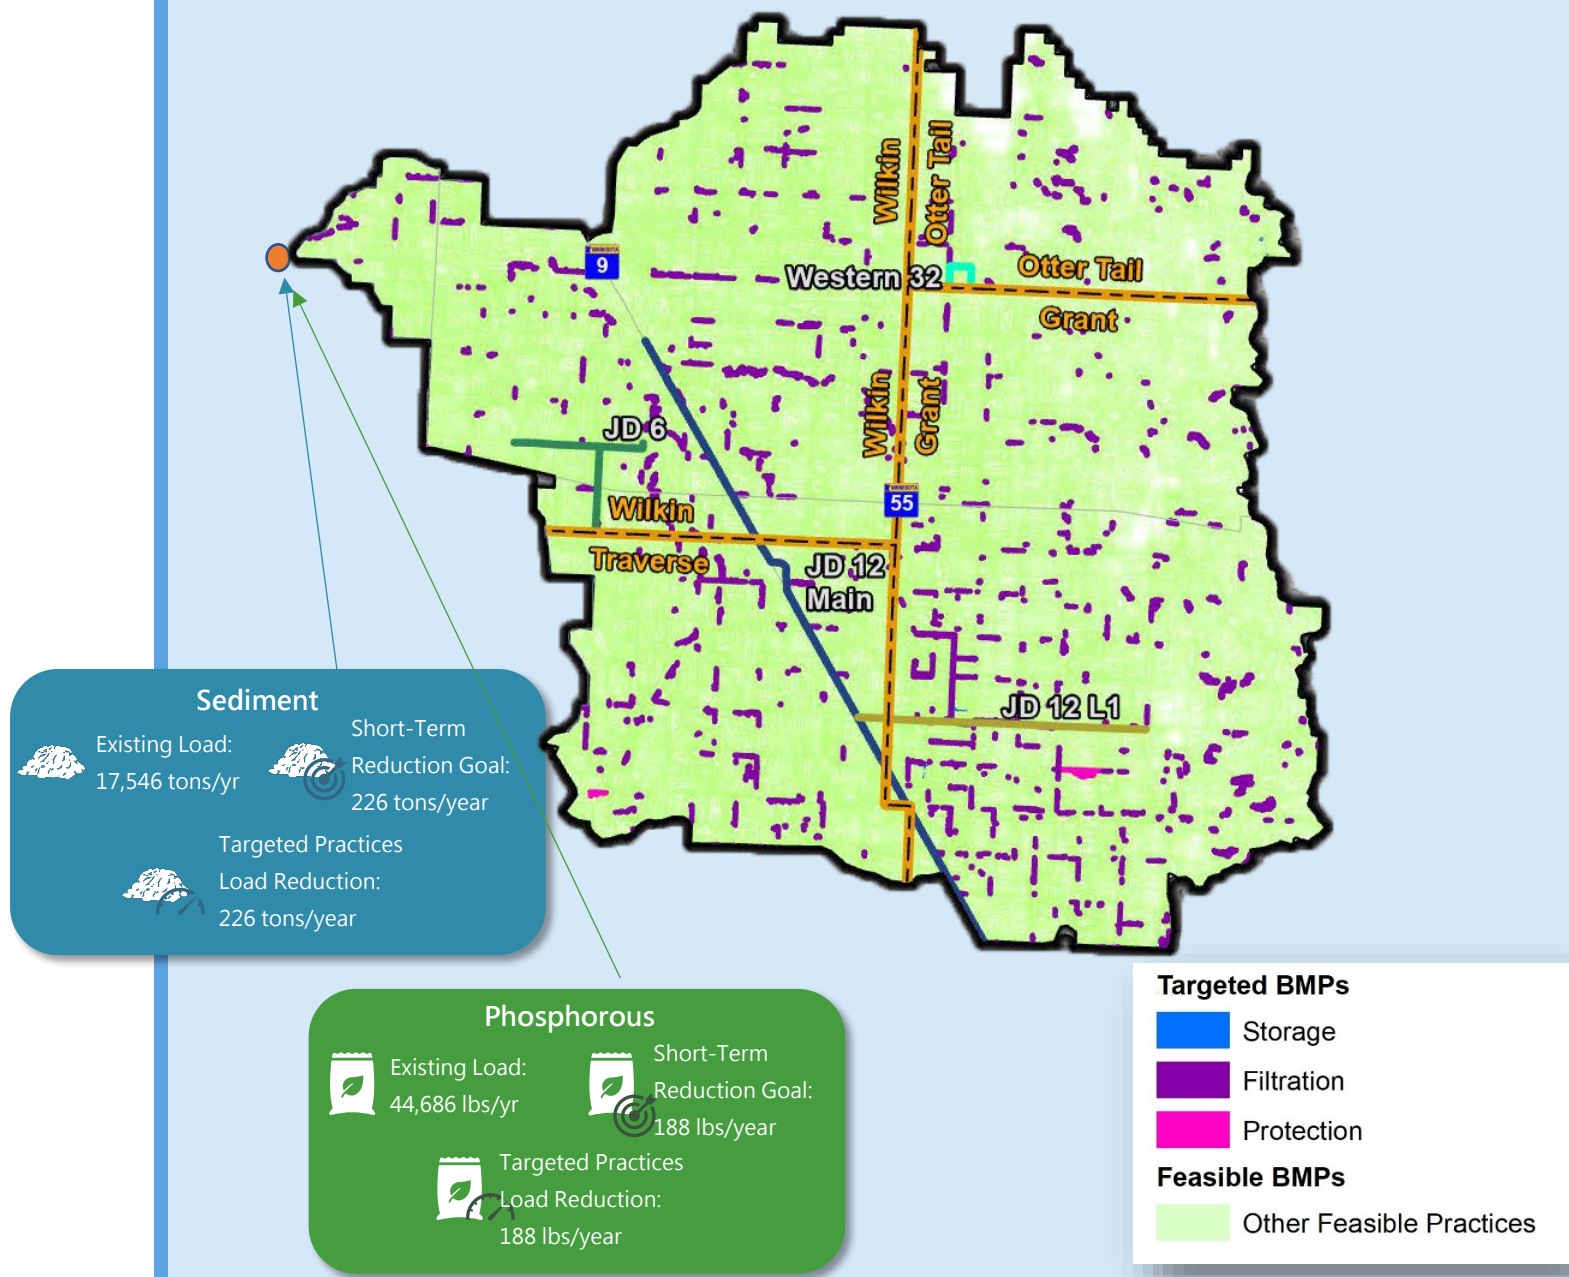 Wilkin
Otter Tail
MINNESOTA
9
Western 32
Otter Tail
Grant
Wilkin
Grant
JD 6
MINNESOTA
55
Wilkin
Traverse
JD 12
Main
JD 12 L1
Sediment
Existing Load:
17,546 tons/yr
Short-Term
Reduction Goal:
226 tons/year
Targeted Practices
Load Reduction:
226 tons/year
Phosphorous
Existing Load:
44,686 lbs/yr
Short-Term
Reduction Goal:
188 lbs/year
Targeted Practices
Load Reduction:
188 lbs/year
Targeted BMPs
Storage
Filtration
Protection
Feasible BMPs
Other Feasible Practices